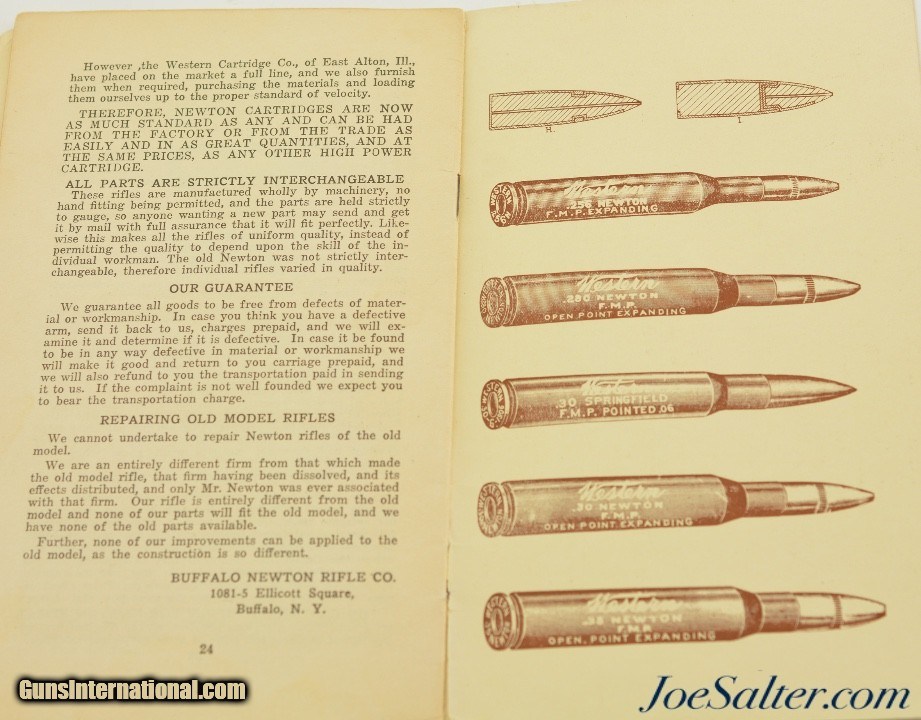 However ,the Western Cartridge Co., of East Alton, Ill.,
have placed on the market a full line, and we also furnish
them when required, purchasing the materials and loading
them ourselves up to the proper standard of velocity.
THEREFORE, NEWTON CARTRIDGES ARE NOW
AS MUCH STANDARD AS ANY AND CAN BE HAD
FROM THE FACTORY OR FROM THE TRADE AS
EASILY AND IN AS GREAT QUANTITIES, AND AT
THE SAME PRICES, AS ANY OTHER HIGH POWER
CARTRIDGE.
ALL PARTS ARE STRICTLY INTERCHANGEABLE
These rifles are manufactured wholly by machinery, no
hand fitting being permitted, and the parts are held strictly
to gauge, so anyone wanting a new part may send and get
it by mail with full assurance that it will fit perfectly. Like-
wise this makes all the rifles of uniform quality, instead of
permitting the quality to depend upon the skill of the in-
dividual workman. The old Newton was not strictly inter-
changeable, therefore individual rifles varied in quality.
OUR GUARANTEE
We guarantee all goods to be free from defects of mater-
ial or workmanship. In case you think you have a defective
arm, send it back to us, charges prepaid, and we will ex-
amine it and determine if it is defective. In case it be found
to be in any way defective in material or workmanship we
will make it good and return to you carriage prepaid, and
we will also refund to you the transportation paid in sending
it to us. If the complaint is not well founded we expect you
to bear the transportation charge.
REPAIRING OLD MODEL RIFLES
We cannot undertake to repair Newton rifles of the old
model.
We are an entirely different firm from that which made
the old model rifle, that firm having been dissolved, and its
effects distributed, and only Mr. Newton was ever associated
with that firm. Our rifle is entirely different from the old
model and none of our parts will fit the old model, and we
have none of the old parts available.
Further, none of our improvements can be applied to the
old model, as the construction is so different.
BUFFALO NEWTON RIFLE CO.
1081-5 Ellicott Square,
Buffalo, N. Y.
24
H
I
WESTERN
Western
.256 NEWTON
F.M.P. EXPANDING
Western
.280 NEWTON
F.M.P.
OPEN POINT EXPANDING
Western
30 SPRINGFIELD
F.M.P. POINTED 06
Western
.30 NEWTON
F.M.P.
OPEN POINT EXPANDING
Western
.35 NEWTON
F.M.P.
OPEN POINT EXPANDING
GunsInternational.com
JoeSalter.com